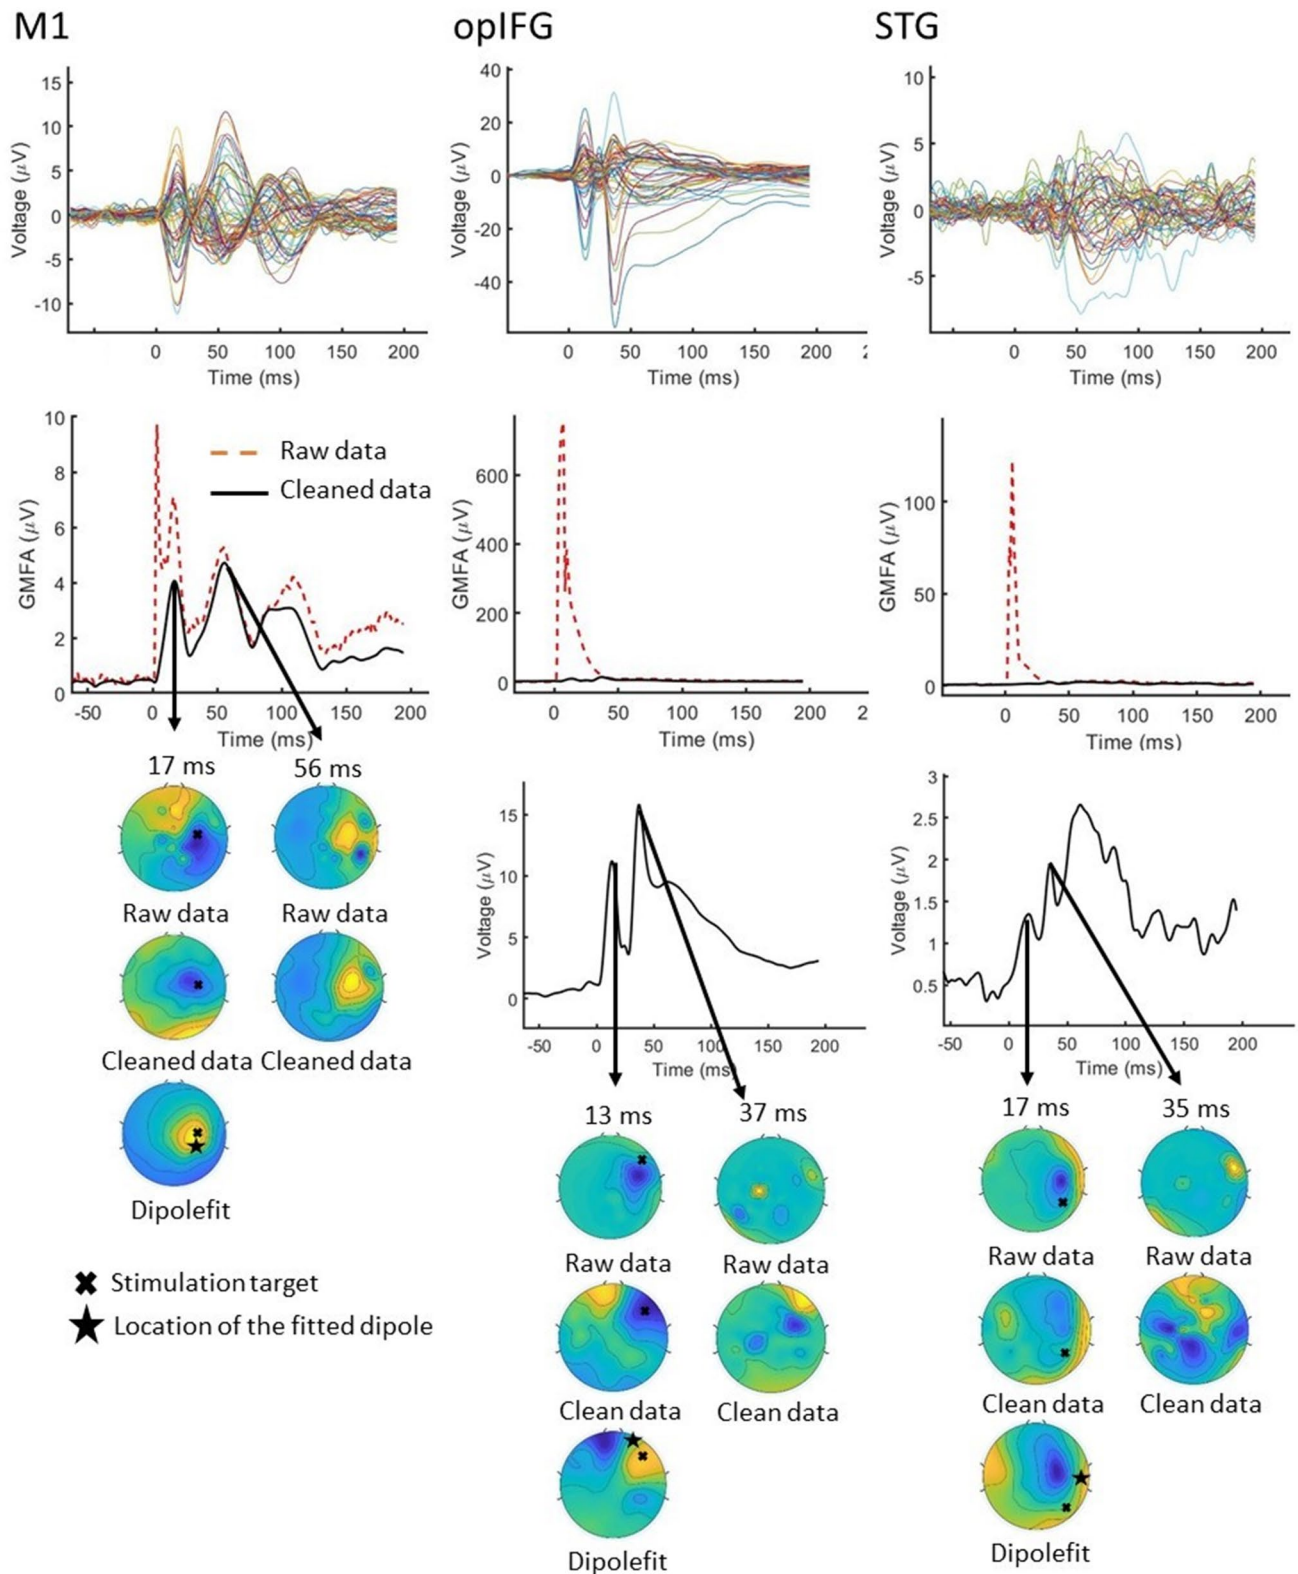 M1
opIFG
STG
15
10
5
0
-5
-10
Voltage (μV)
0 50 100 150 200
Time (ms)
40
20
0
-20
-40
Voltage (μV)
0 50 100 150 200 2
Time (ms)
10
5
0
-5
Voltage (μV)
0 50 100 150 200
Time (ms)
10
8
6
4
2
0
GMFA (μV)
Raw data
Cleaned data
-50 0 50 100 150 200
Time (ms)
600
400
200
0
GMFA (μV)
0 50 100 150 200 2
Time (ms)
100
50
0
GMFA (μV)
0 50 100 150 200
Time (ms)
17 ms 56 ms
Raw data Raw data
Cleaned data Cleaned data
Dipolefit
Stimulation target
Location of the fitted dipole
15
10
5
0
Voltage (μV)
-50 0 50 100 150 200
Time (ms)
13 ms 37 ms
Raw data Raw data
Clean data Clean data
Dipolefit
3
2.5
2
1.5
1
0.5
Voltage (μV)
-50 0 50 100 150 200
Time (ms)
17 ms 35 ms
Raw data Raw data
Clean data Clean data
Dipolefit